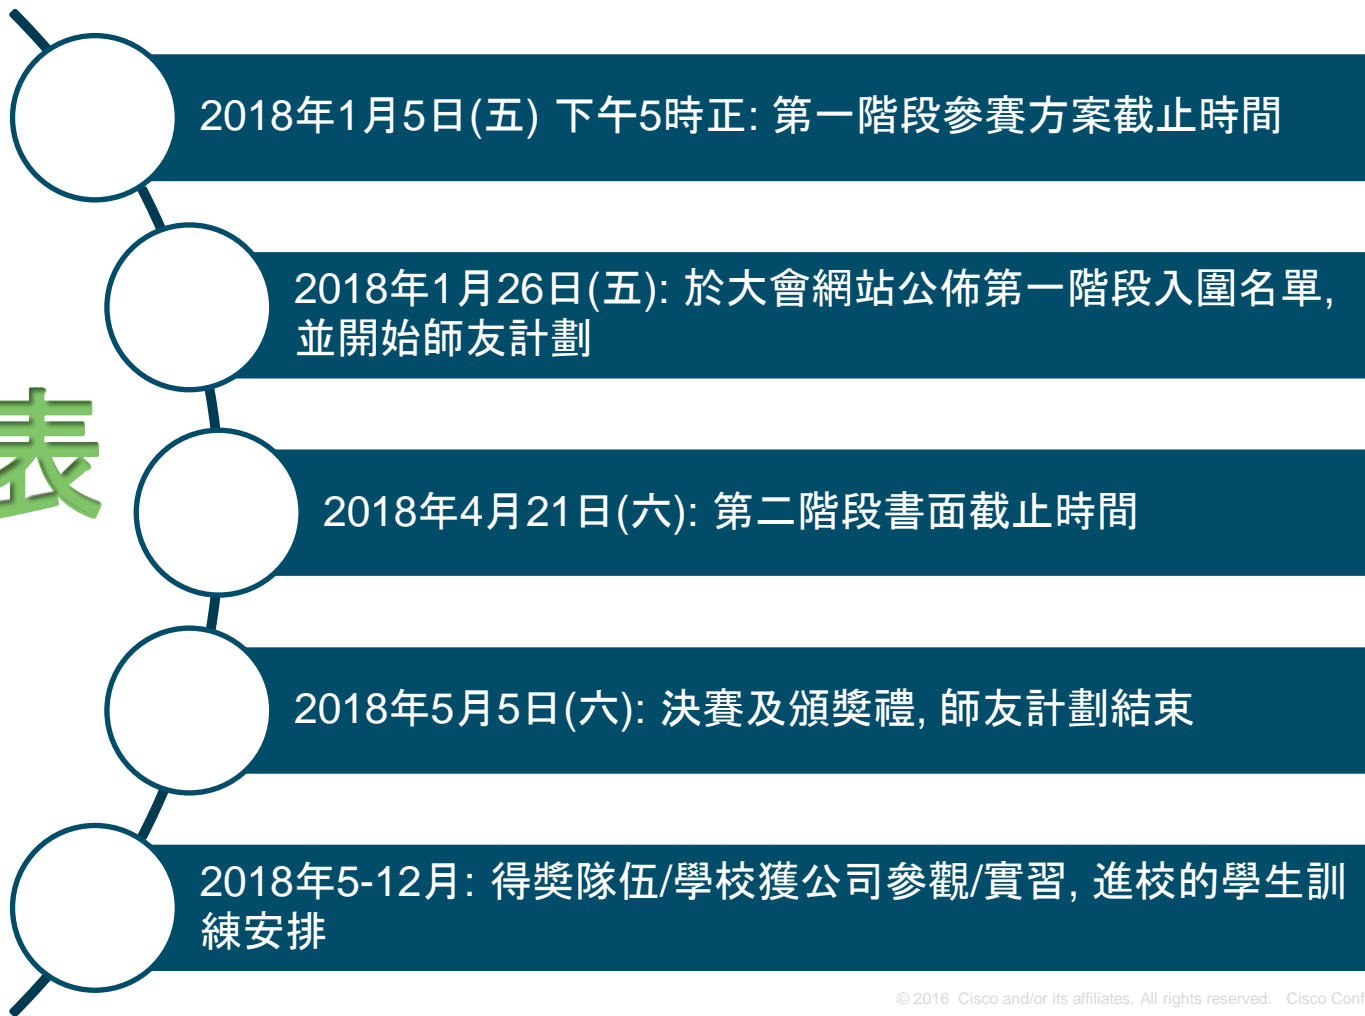 2018年1月5日(五) 下午5時正: 第一階段參賽方案截止時間
2018年1月26日(五): 於大會網站公佈第一階段入圍名單,
並開始師友計劃
表
2018年4月21日(六): 第二階段書面截止時間
2018年5月5日(六): 決賽及頒獎禮, 師友計劃結束
2018年5-12月: 得獎隊伍/學校獲公司參觀/實習, 進校的學生訓
練安排
© 2016 Cisco and/or its affiliates. All rights reserved. Cisco Conf